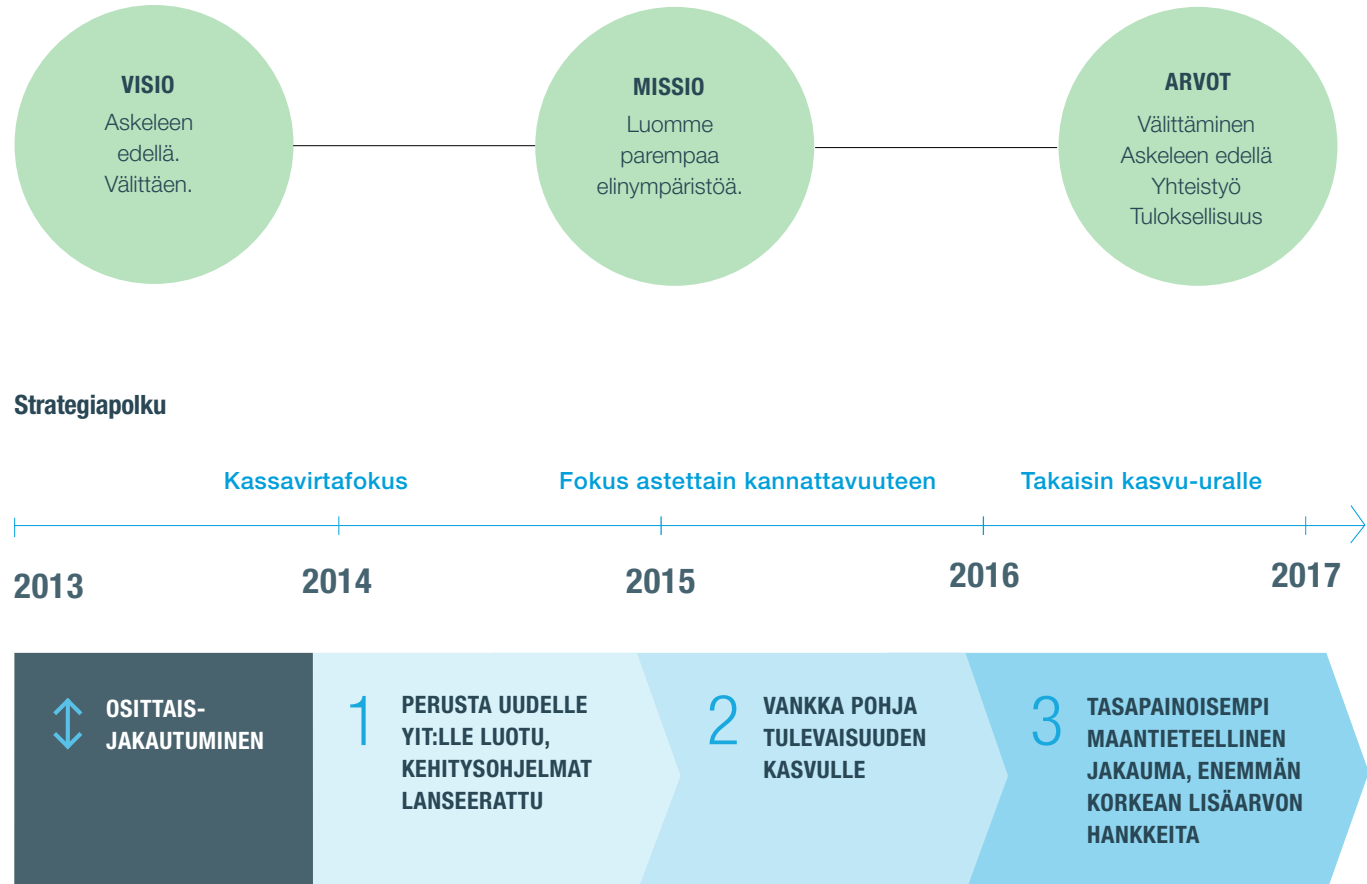 VISIO
Askeleen
edellä.
Välittäen.
MISSIO
Luomme
parempaa
elinympäristöä.
ARVOT
Välittäminen
Askeleen edellä
Yhteistyö
Tuloksellisuus
Strategiapolku
Kassavirtafokus
Fokus astettain kannattavuuteen
Takaisin kasvu-uralle
2013
2014
2015
2016
2017
OSITTAIS-
JAKAUTUMINEN
1
PERUSTA UUDELLE
YIT:LLE LUOTU,
KEHITYSOHJELMAT
LANSEERATTU
2
VANKKA POHJA
TULEVAISUUDEN
KASVULLE
3
TASAPAINOISEMPI
MAANTIETEELLINEN
JAKAUMA, ENEMMÄN
KORKEAN LISÄARVON
HANKKEITA